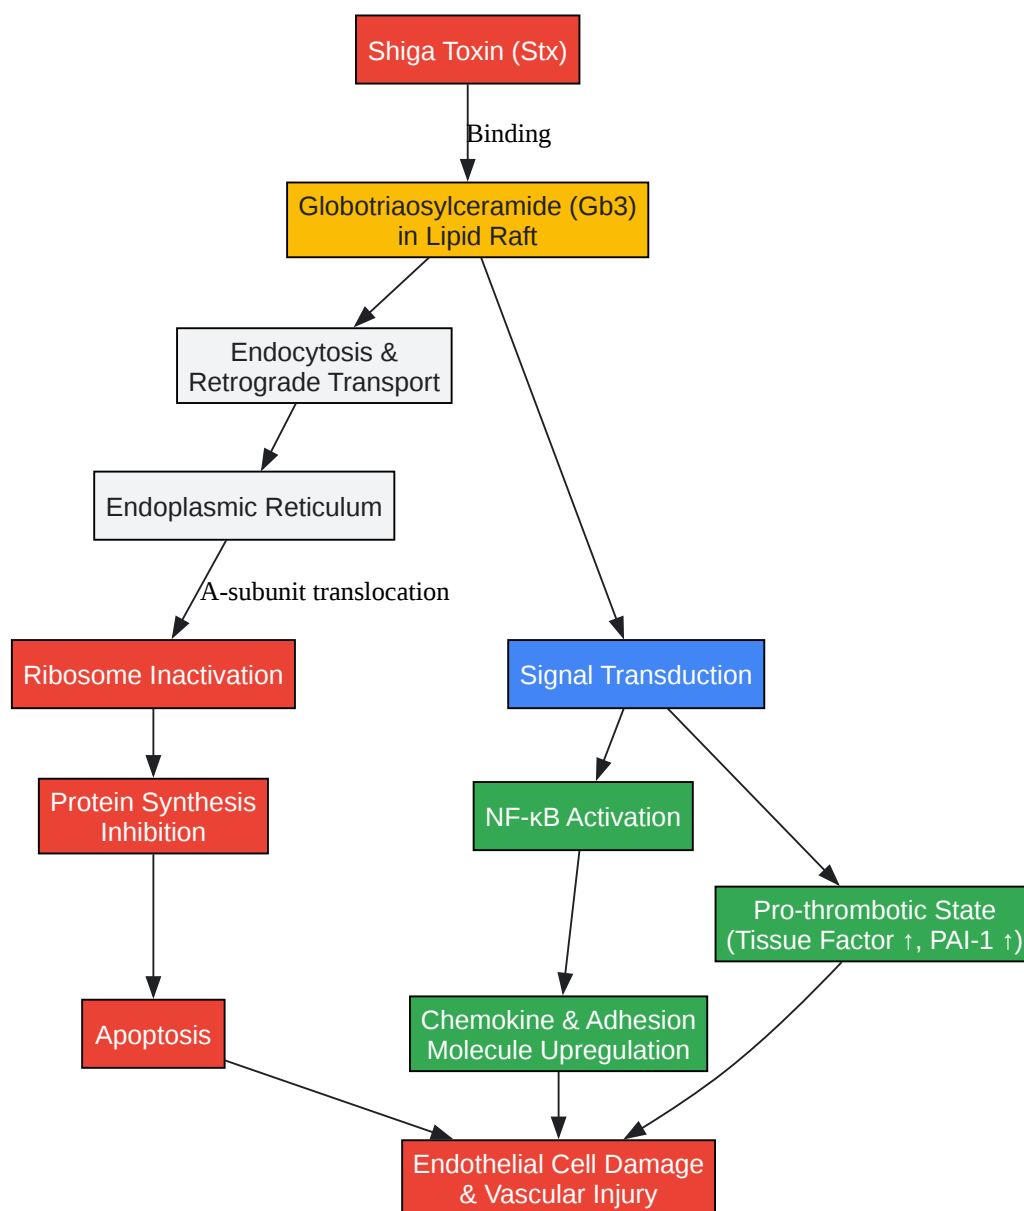 Shiga Toxin (Stx)
Binding
Globotriaosylceramide (Gb3)
in Lipid Raft
Endocytosis &
Retrograde Transport
Endoplasmic Reticulum
A-subunit translocation
Ribosome Inactivation
Signal Transduction
Protein Synthesis
Inhibition
NF-κB Activation
Pro-thrombotic State
(Tissue Factor ↑, PAI-1 ↑)
Apoptosis
Chemokine & Adhesion
Molecule Upregulation
Endothelial Cell Damage
& Vascular Injury